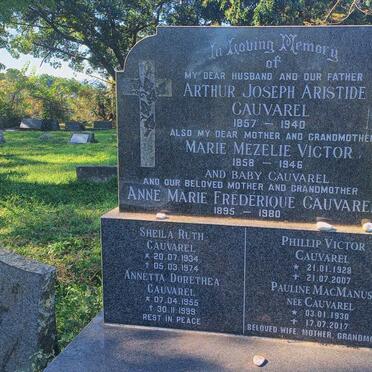 In Loving Memory
of
MY DEAR HUSBAND AND OUR FATHER
ARTHUR JOSEPH ARISTIDE
CAUVAREL
1857 - 1940
ALSO MY DEAR MOTHER AND GRANDMOTHER
MARIE MEZELIE VICTOR
1858 - 1946
AND BABY CAUVAREL
AND OUR BELOVED MOTHER AND GRANDMOTHER
ANNE MARIE FRÉDERIQUE CAUVAREL
1895 - 1980
SHEILA RUTH
CAUVAREL
* 20.07.1934
† 05.03.1974
ANNETTA DORETHEA
CAUVAREL
* 07.04.1955
† 30.11.1999
REST IN PEACE
PHILLIP VICTOR
CAUVAREL
* 21.01.1928
† 21.07.2007
PAULINE MACMANUS
NÉE CAUVAREL
* 03.01.1930
† 17.07.2017
BELOVED WIFE, MOTHER, GRANDM